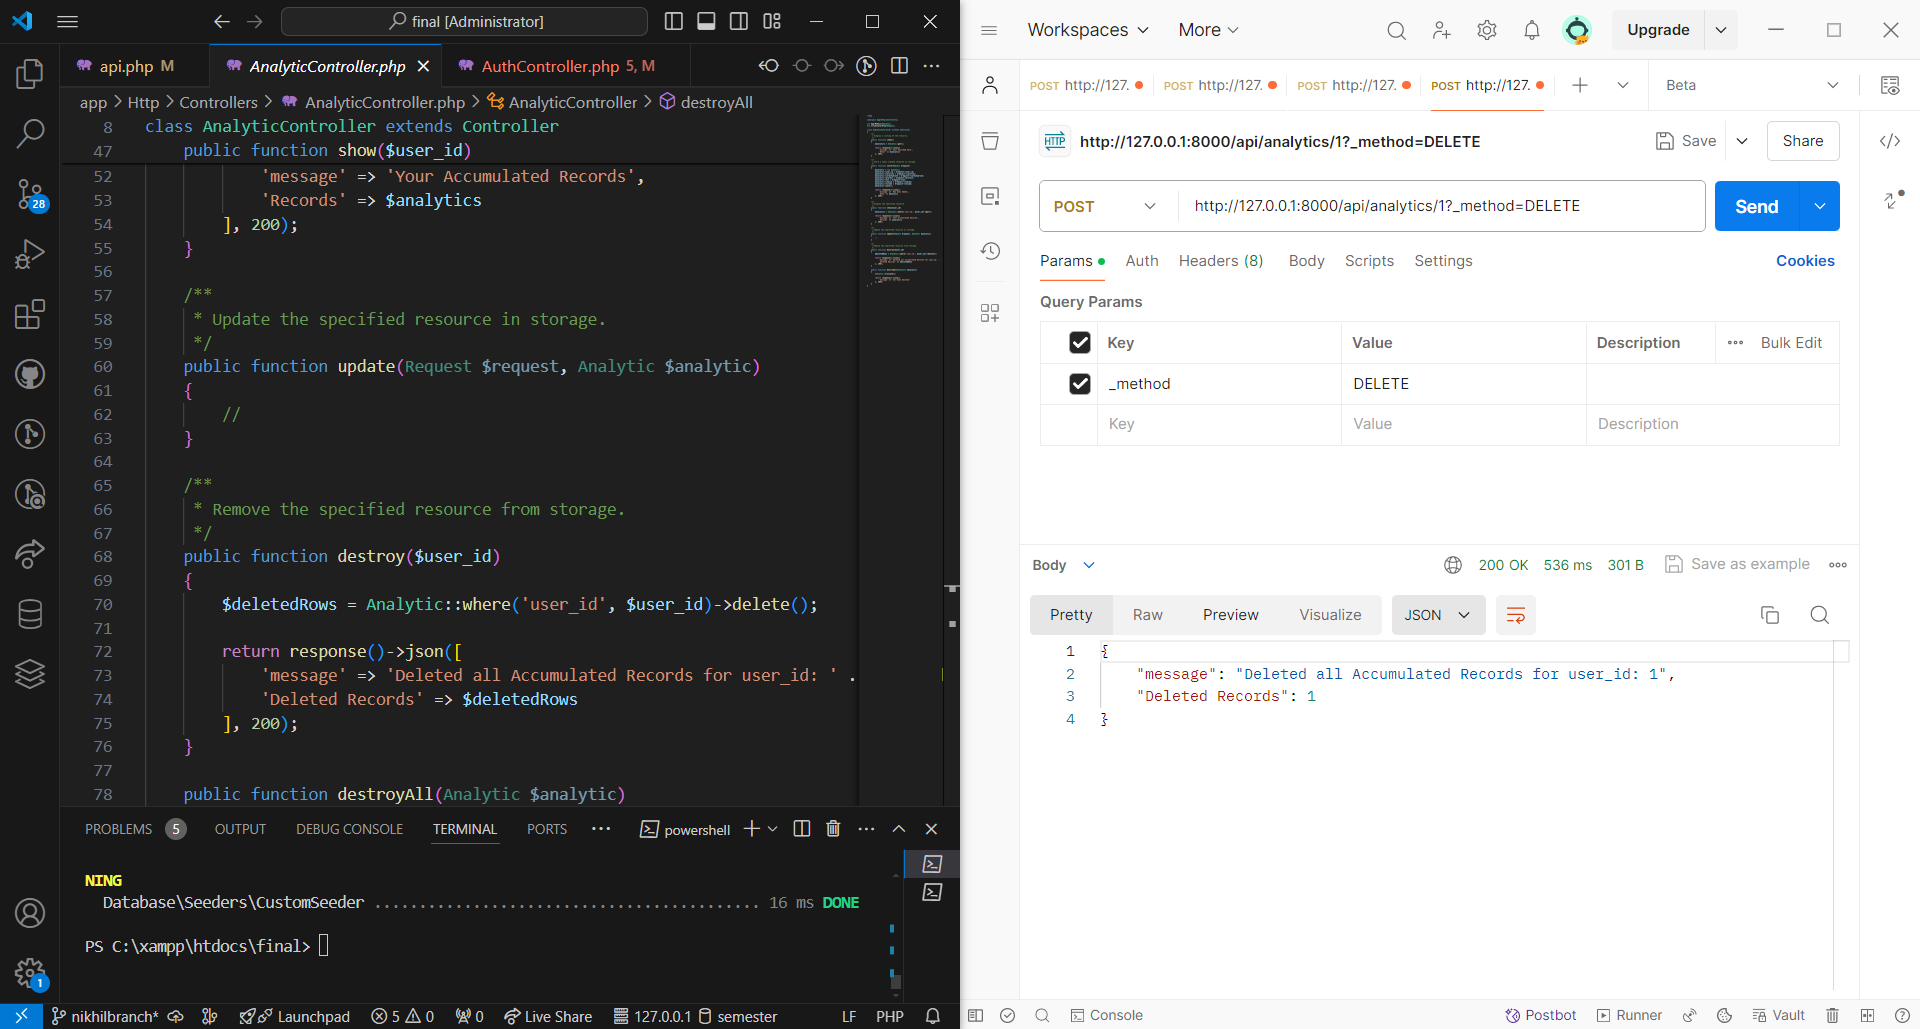 final [Administrator]
api.php M
AnalyticController.php
AuthController.php 5, M
app > Http > Controllers > AnalyticController.php > AnalyticController > destroyAll
8 class AnalyticController extends Controller
47 public function show($user_id)
52 'message' => 'Your Accumulated Records',
53 'Records' => $analytics
54 ], 200);
55 }
56
57 /**
58 * Update the specified resource in storage.
59 */
60 public function update(Request $request, Analytic $analytic)
61 {
62 //
63 }
64
65 /**
66 * Remove the specified resource from storage.
67 */
68 public function destroy($user_id)
69 {
70 $deletedRows = Analytic::where('user_id', $user_id)->delete();
71
72 return response()->json([
73 'message' => 'Deleted all Accumulated Records for user_id: ' .
74 'Deleted Records' => $deletedRows
75 ], 200);
76 }
77
78 public function destroyAll(Analytic $analytic)
28
PROBLEMS 5 OUTPUT DEBUG CONSOLE TERMINAL PORTS ··· powershell
NING
Database\Seeders\CustomSeeder ........................................... 16 ms DONE
PS C:\xampp\htdocs\final>
1
nikhilbranch* Launchpad 5 0 0 Live Share 127.0.0.1 semester LF PHP
Workspaces More Upgrade
POST http://127. POST http://127. POST http://127. POST http://127. Beta
HTTP http://127.0.0.1:8000/api/analytics/1?_method=DELETE Save Share
POST http://127.0.0.1:8000/api/analytics/1?_method=DELETE Send
Params Auth Headers (8) Body Scripts Settings Cookies
Query Params
Key Value Description Bulk Edit
_method DELETE
Key Value Description
Body 200 OK 536 ms 301 B Save as example
Pretty Raw Preview Visualize JSON
1 {
2 "message": "Deleted all Accumulated Records for user_id: 1",
3 "Deleted Records": 1
4 }
Console Postbot Runner Vault